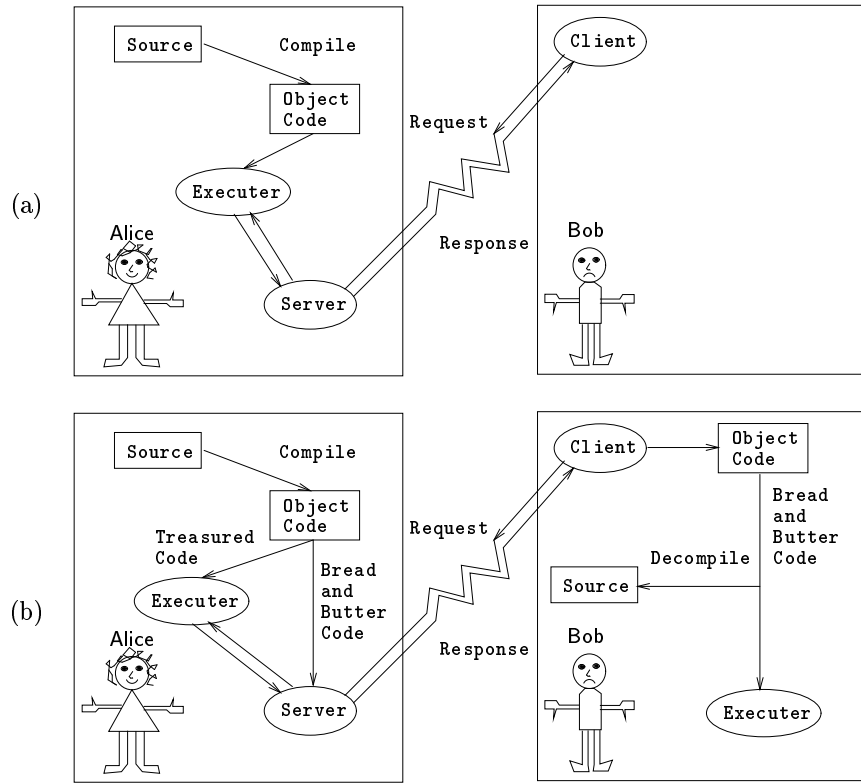 Source
Compile
Client
Object
Code
Request
(a)
Executer
Alice
Bob
Response
Server
Source
Compile
Client
Object
Code
Object
Code
Request
Bread
and
Butter
Code
Treasured
Code
Decompile
Bread
and
Butter
Code
Source
Executer
(b)
Alice
Bob
Response
Server
Executer